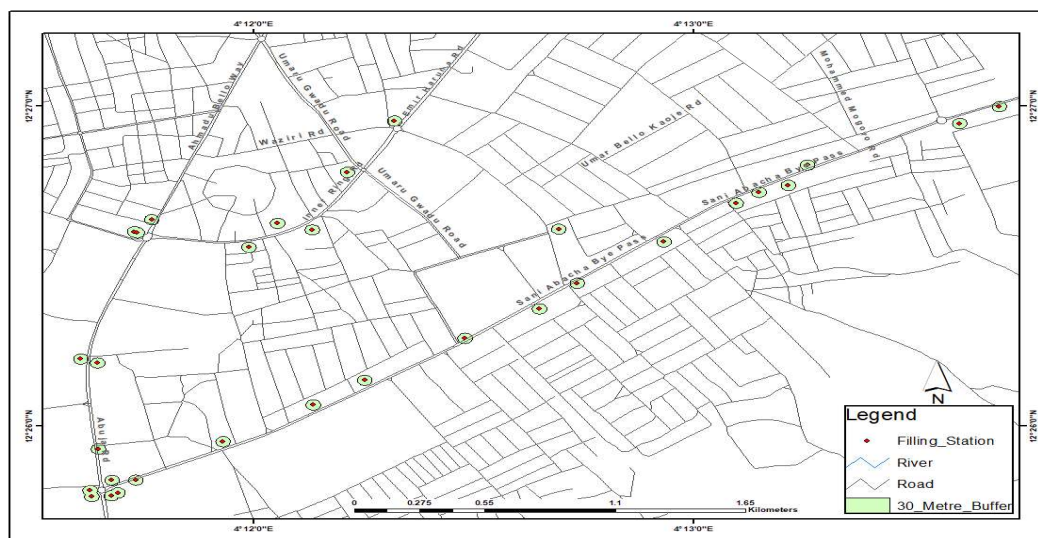 4°12'0"E
4°13'0"E
12°27'0"N
12°27'0"N
Ahmadu Bello Way
Umaru Gwadu Road
Emir Haruna Rd
Mohammed Mogoro Rd
Waziri Rd
Umar Bello Kaoje Rd
Inner Ring Rd
Umaru Gwadu Road
Sani Abacha Bye Pass
Sani Abacha Bye Pass
12°26'0"N
12°26'0"N
N
Legend
Filling_Station
River
Road
30_Metre_Buffer
0 0.275 0.55 1.1 1.65
Kilometers
4°12'0"E
4°13'0"E